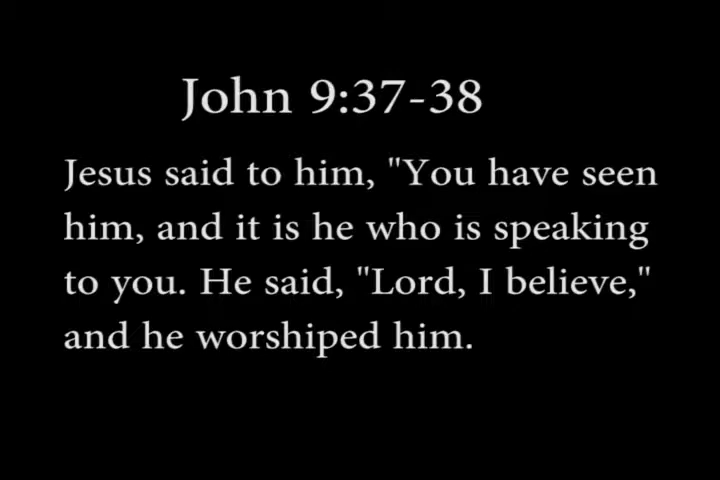 John 9:37-38
Jesus said to him, "You have seen
him, and it is he who is speaking
to you. He said, "Lord, I believe,"
and he worshiped him.